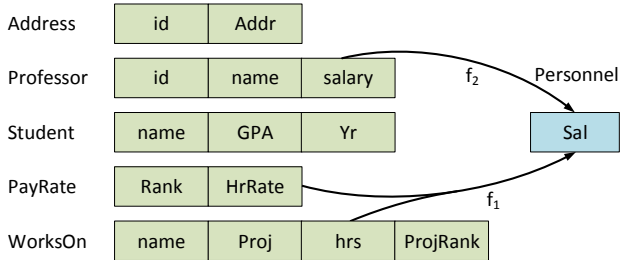 Address id Addr
Professor id name salary f2 Personnel
Student name GPA Yr Sal
PayRate Rank HrRate f1
WorksOn name Proj hrs ProjRank